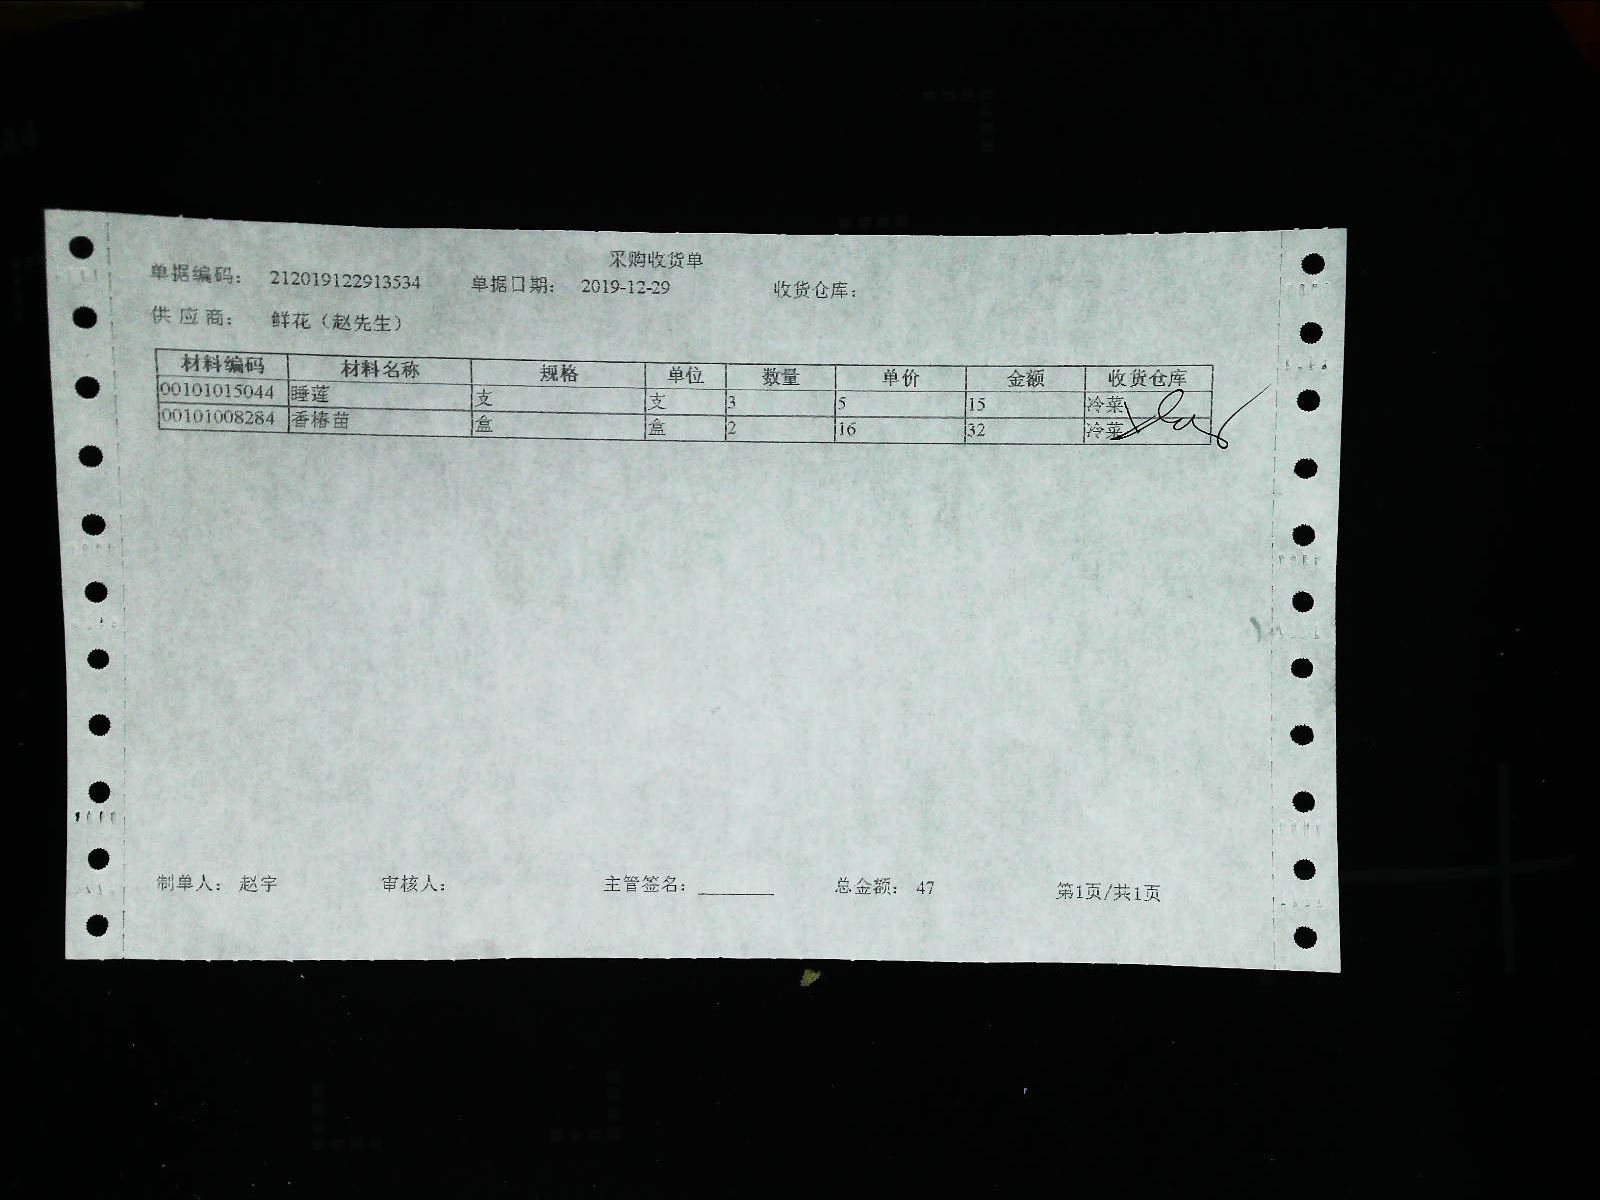 采购收货单
单据编码： 212019122913534 单据日期： 2019-12-29 收货仓库：
供 应 商： 鲜花（赵先生）
材料编码 材料名称 规格 单位 数量 单价 金额 收货仓库
00101015044 睡莲 支 支 3 5 15 冷菜
00101008284 香椿苗 盒 盒 2 16 32 冷菜
制单人： 赵宇 审核人： 主管签名：________ 总金额： 47 第1页/共1页